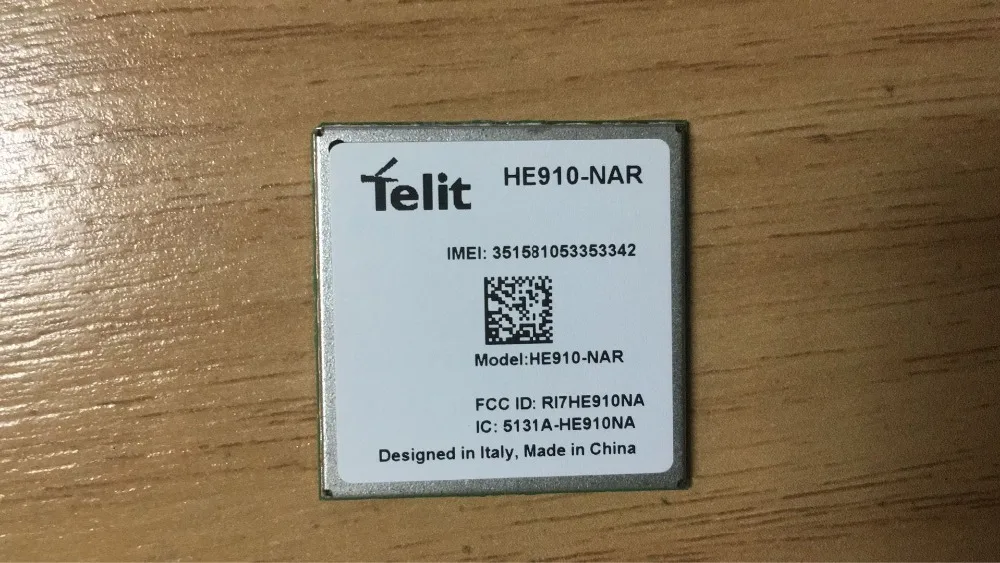 Telit HE910-NAR
IMEI: 351581053353342
Model:HE910-NAR
FCC ID: RI7HE910NA
IC: 5131A-HE910NA
Designed in Italy, Made in China